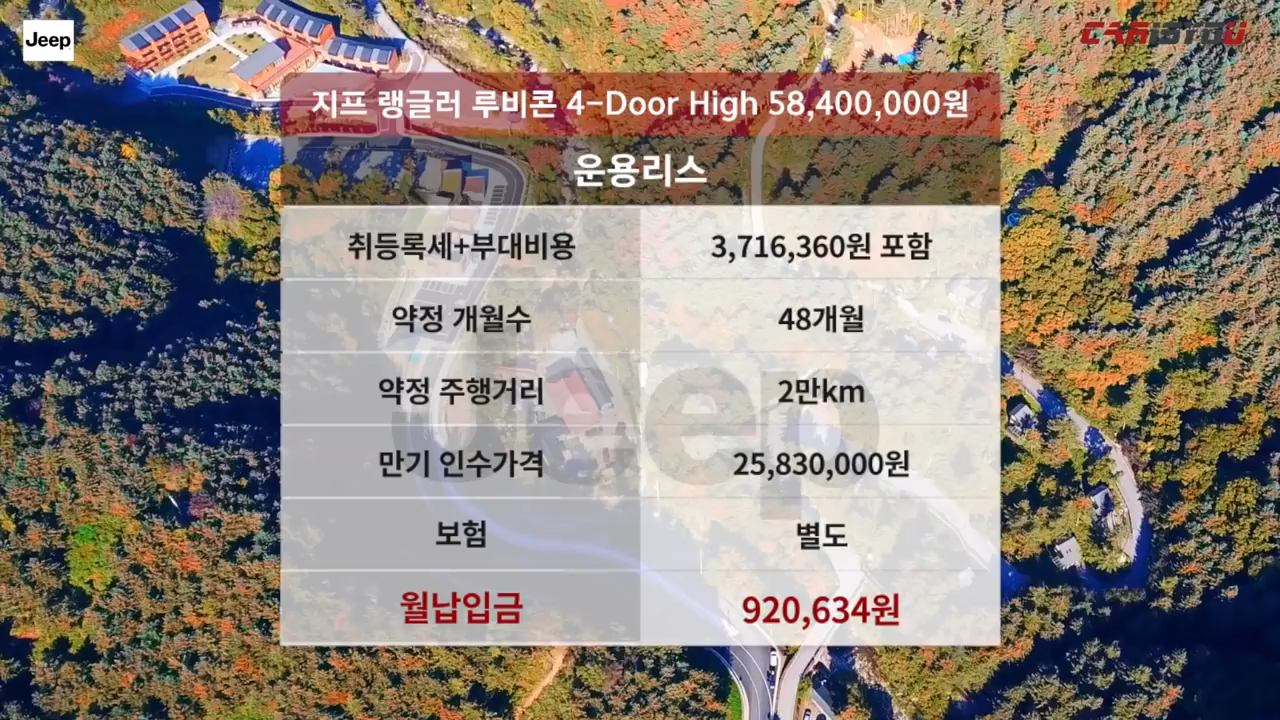 Jeep
CARISYOU
지프 랭글러 루비콘 4-Door High 58,400,000원
운용리스
취등록세+부대비용 3,716,360원 포함
약정 개월수 48개월
약정 주행거리 2만km
만기 인수가격 25,830,000원
보험 별도
월납입금 920,634원
Jeep